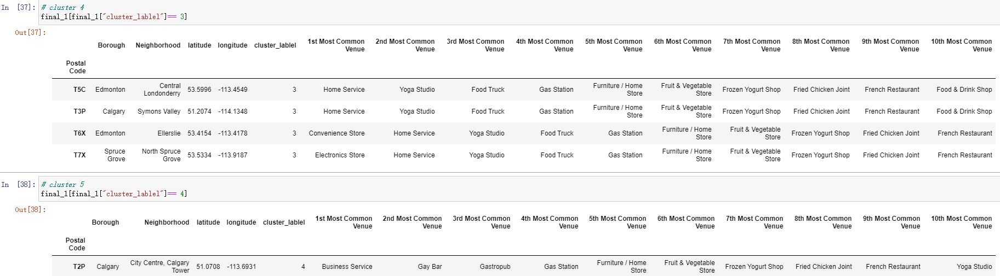 In [37]: # cluster 4
final_1[final_1["cluster_lablel"]== 3]
Out[37]:
Borough Neighborhood latitude longitude cluster_lablel 1st Most Common Venue 2nd Most Common Venue 3rd Most Common Venue 4th Most Common Venue 5th Most Common Venue 6th Most Common Venue 7th Most Common Venue 8th Most Common Venue 9th Most Common Venue 10th Most Common Venue
Postal Code
T5C Edmonton Central Londonderry 53.5996 -113.4549 3 Home Service Yoga Studio Food Truck Gas Station Furniture / Home Store Fruit & Vegetable Store Frozen Yogurt Shop Fried Chicken Joint French Restaurant Food & Drink Shop
T3P Calgary Symons Valley 51.2074 -114.1348 3 Home Service Yoga Studio Food Truck Gas Station Furniture / Home Store Fruit & Vegetable Store Frozen Yogurt Shop Fried Chicken Joint French Restaurant Food & Drink Shop
T6X Edmonton Ellerslie 53.4154 -113.4178 3 Convenience Store Home Service Yoga Studio Food Truck Gas Station Furniture / Home Store Fruit & Vegetable Store Frozen Yogurt Shop Fried Chicken Joint French Restaurant
T7X Spruce Grove North Spruce Grove 53.5334 -113.9187 3 Electronics Store Home Service Yoga Studio Food Truck Gas Station Furniture / Home Store Fruit & Vegetable Store Frozen Yogurt Shop Fried Chicken Joint French Restaurant
In [38]: # cluster 5
final_1[final_1["cluster_lablel"]== 4]
Out[38]:
Borough Neighborhood latitude longitude cluster_lablel 1st Most Common Venue 2nd Most Common Venue 3rd Most Common Venue 4th Most Common Venue 5th Most Common Venue 6th Most Common Venue 7th Most Common Venue 8th Most Common Venue 9th Most Common Venue 10th Most Common Venue
Postal Code
T2P Calgary City Centre, Calgary Tower 51.0708 -113.6931 4 Business Service Gay Bar Gastropub Gas Station Furniture / Home Store Fruit & Vegetable Store Frozen Yogurt Shop Fried Chicken Joint French Restaurant Yoga Studio